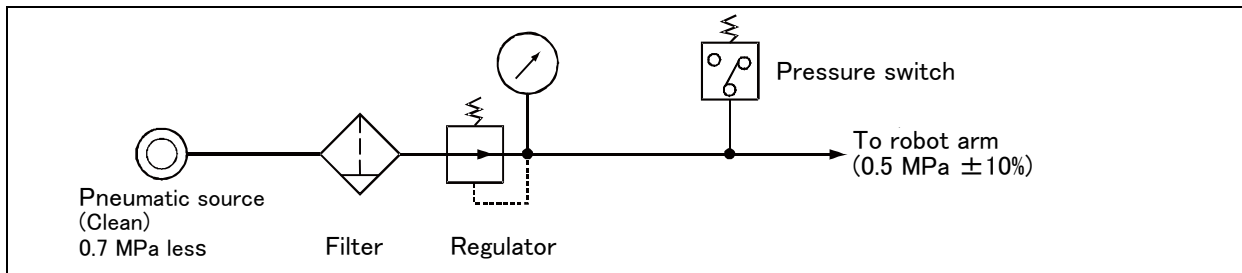 Pressure switch
To robot arm
(0.5 MPa ±10%)
Pneumatic source
(Clean)
0.7 MPa less
Filter
Regulator